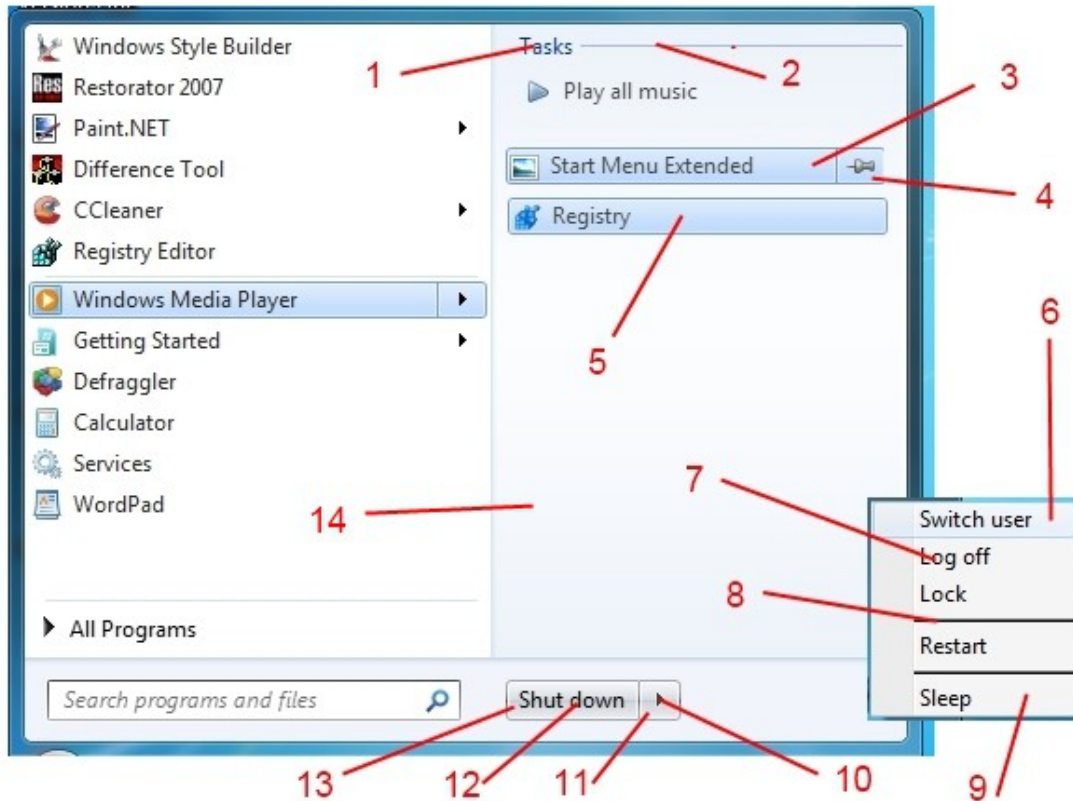 Windows Style Builder
Res
Restorator 2007
Paint.NET
Difference Tool
CCleaner
Registry Editor
Windows Media Player
Getting Started
Defraggler
Calculator
Services
WordPad
All Programs
Search programs and files
Tasks
Play all music
Start Menu Extended
Registry
Shut down
Switch user
Log off
Lock
Restart
Sleep
1
2
3
4
5
6
7
8
9
10
11
12
13
14